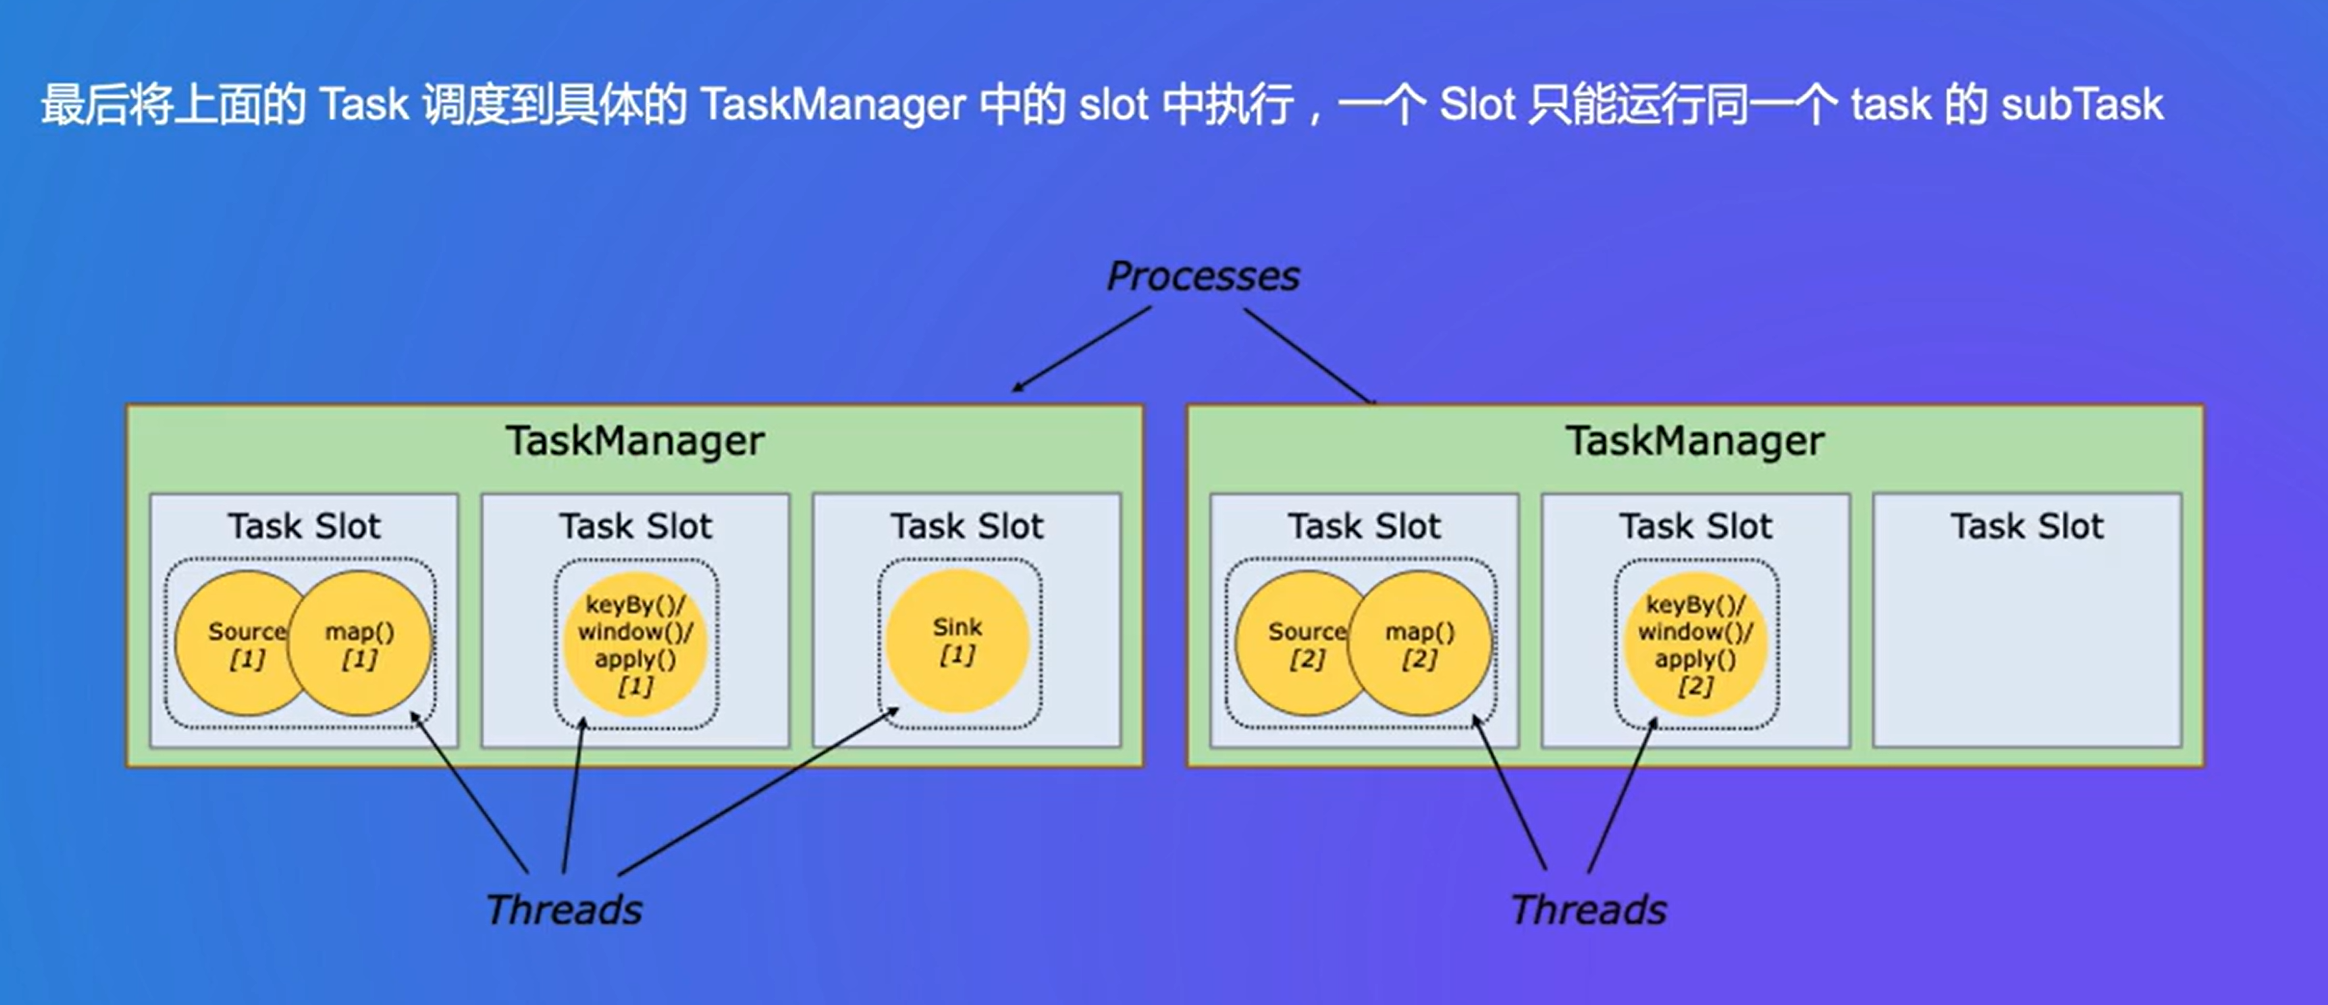 最后将上面的 Task 调度到具体的 TaskManager 中的 slot 中执行，一个 Slot 只能运行同一个 task 的 subTask
Processes
TaskManager
Task Slot
Source
[1]
map()
[1]
Task Slot
keyBy()/
window()/
apply()
[1]
Task Slot
Sink
[1]
TaskManager
Task Slot
Source
[2]
map()
[2]
Task Slot
keyBy()/
window()/
apply()
[2]
Task Slot
Threads
Threads